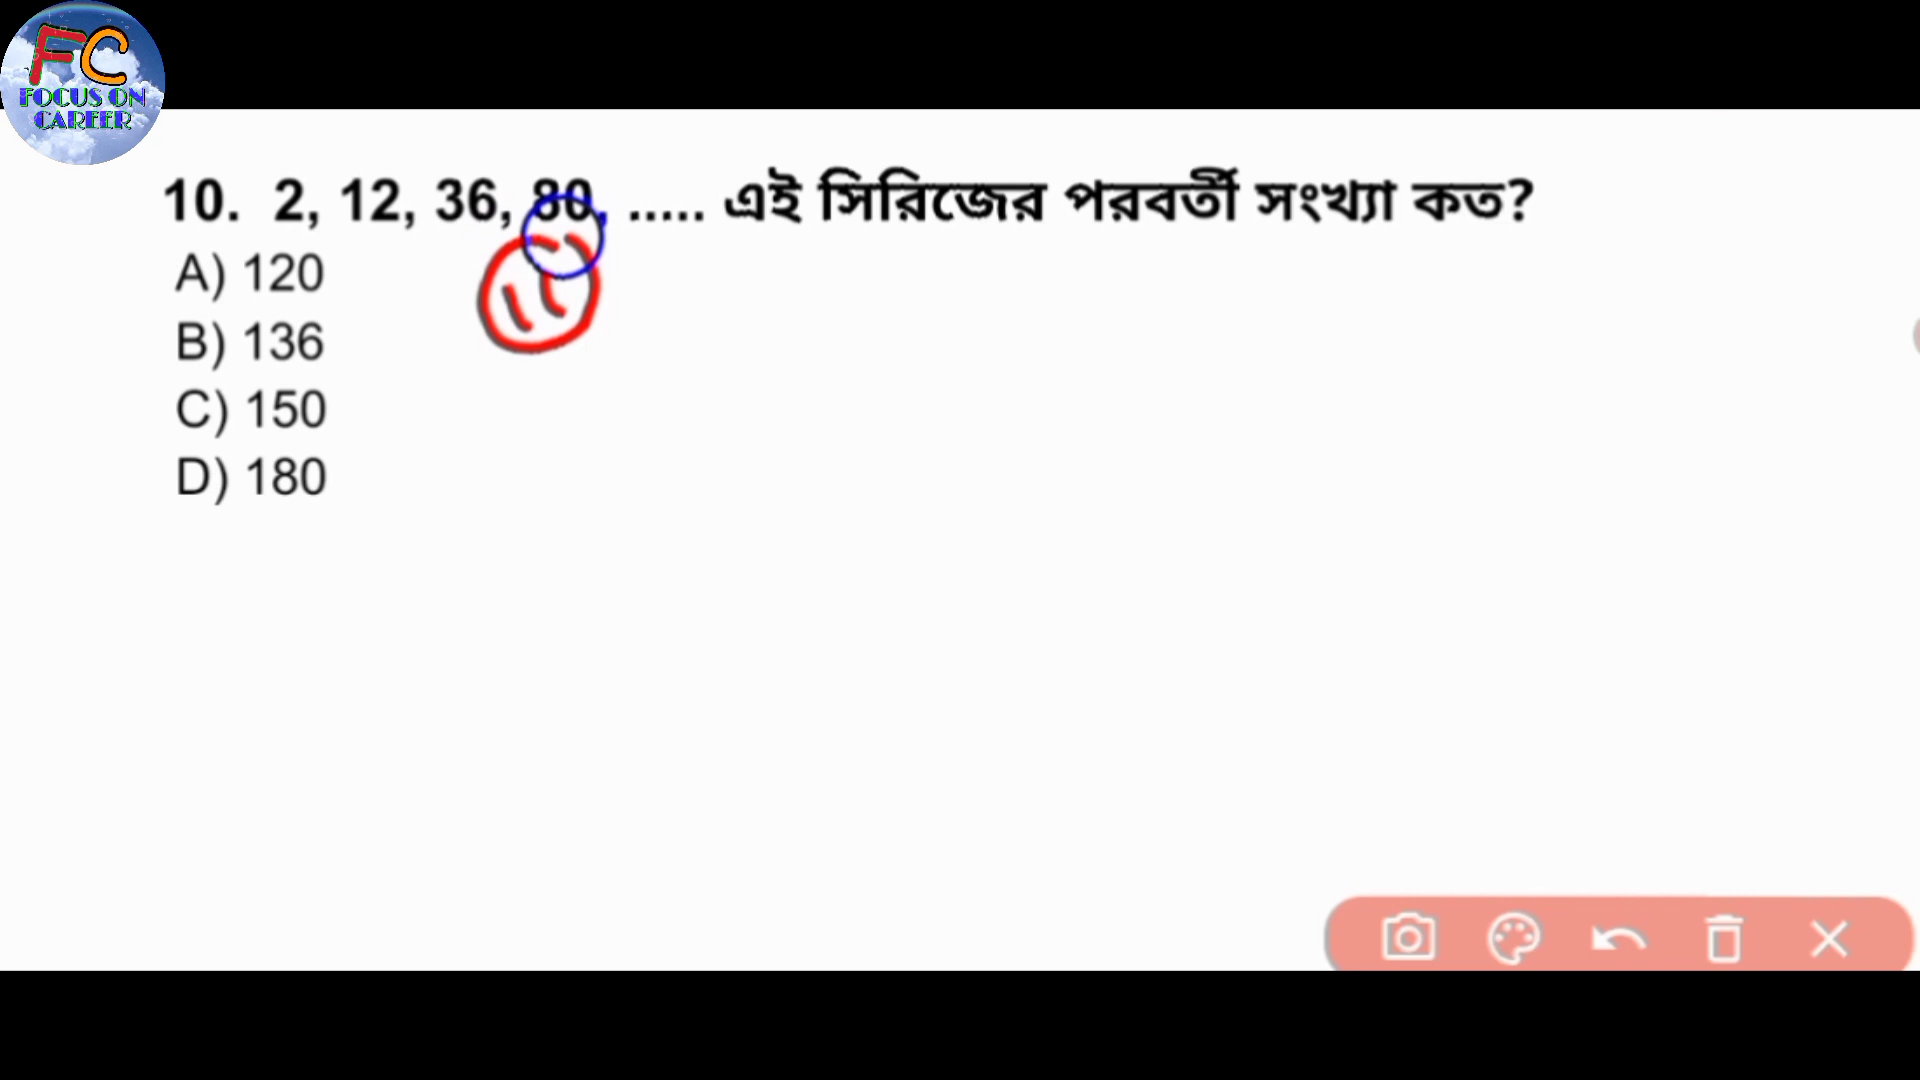 FC
FOCUS ON
CAREER
10. 2, 12, 36, 80, ..... এই সিরিজের পরবর্তী সংখ্যা কত?
A) 120
B) 136
C) 150
D) 180